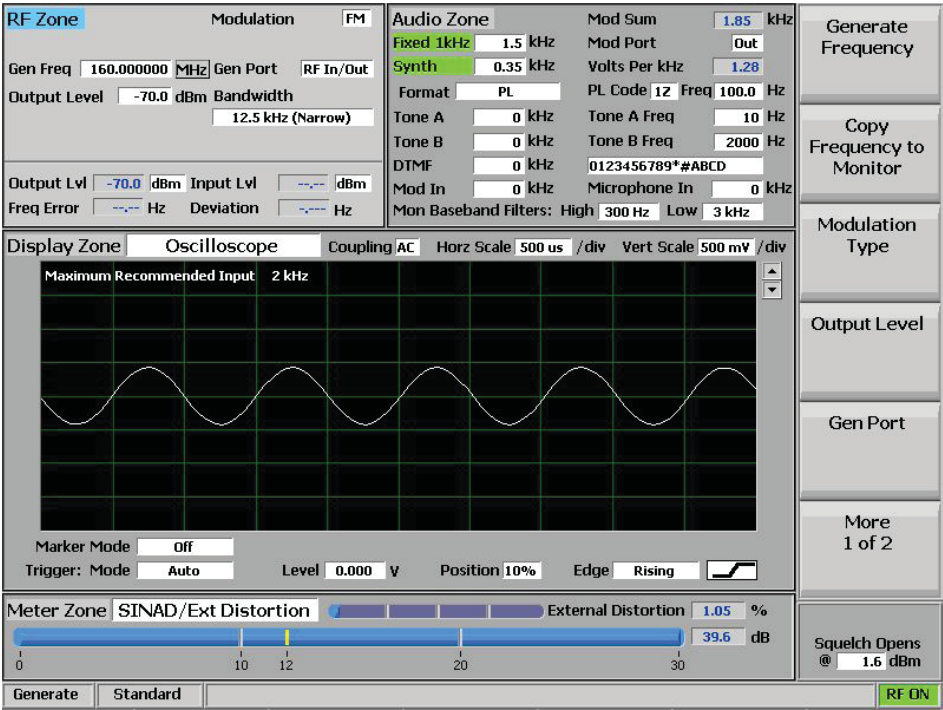 RF Zone Modulation FM
Gen Freq 160.000000 MHz Gen Port RF In/Out
Output Level -70.0 dBm Bandwidth
12.5 kHz (Narrow)
Output Lvl -70.0 dBm Input Lvl --.-- dBm
Freq Error --.-- Hz Deviation -.--- Hz
Audio Zone Mod Sum 1.85 kHz
Fixed 1kHz 1.5 kHz Mod Port Out
Synth 0.35 kHz Volts Per kHz 1.28
Format PL PL Code 1Z Freq 100.0 Hz
Tone A 0 kHz Tone A Freq 10 Hz
Tone B 0 kHz Tone B Freq 2000 Hz
DTMF 0 kHz 0123456789*#ABCD
Mod In 0 kHz Microphone In 0 kHz
Mon Baseband Filters: High 300 Hz Low 3 kHz
Display Zone Oscilloscope Coupling AC Horz Scale 500 us /div Vert Scale 500 mV /div
Maximum Recommended Input 2 kHz
Marker Mode Off
Trigger: Mode Auto Level 0.000 V Position 10% Edge Rising
Meter Zone SINAD/Ext Distortion External Distortion 1.05 %
39.6 dB
0 10 12 20 30
Generate Standard
Generate
Frequency
Copy
Frequency to
Monitor
Modulation
Type
Output Level
Gen Port
More
1 of 2
Squelch Opens
@ 1.6 dBm
RF ON